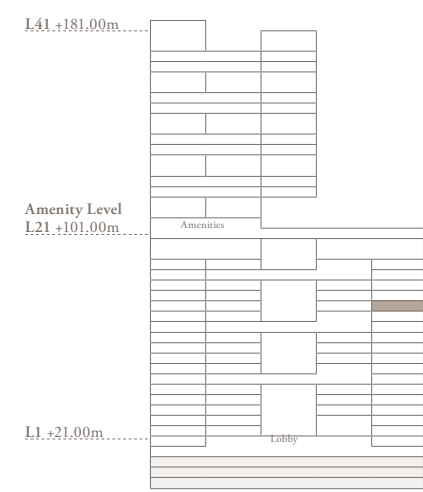 L41 +181.00m
Amenity Level
L21 +101.00m
Amenities
L1 +21.00m
Lobby